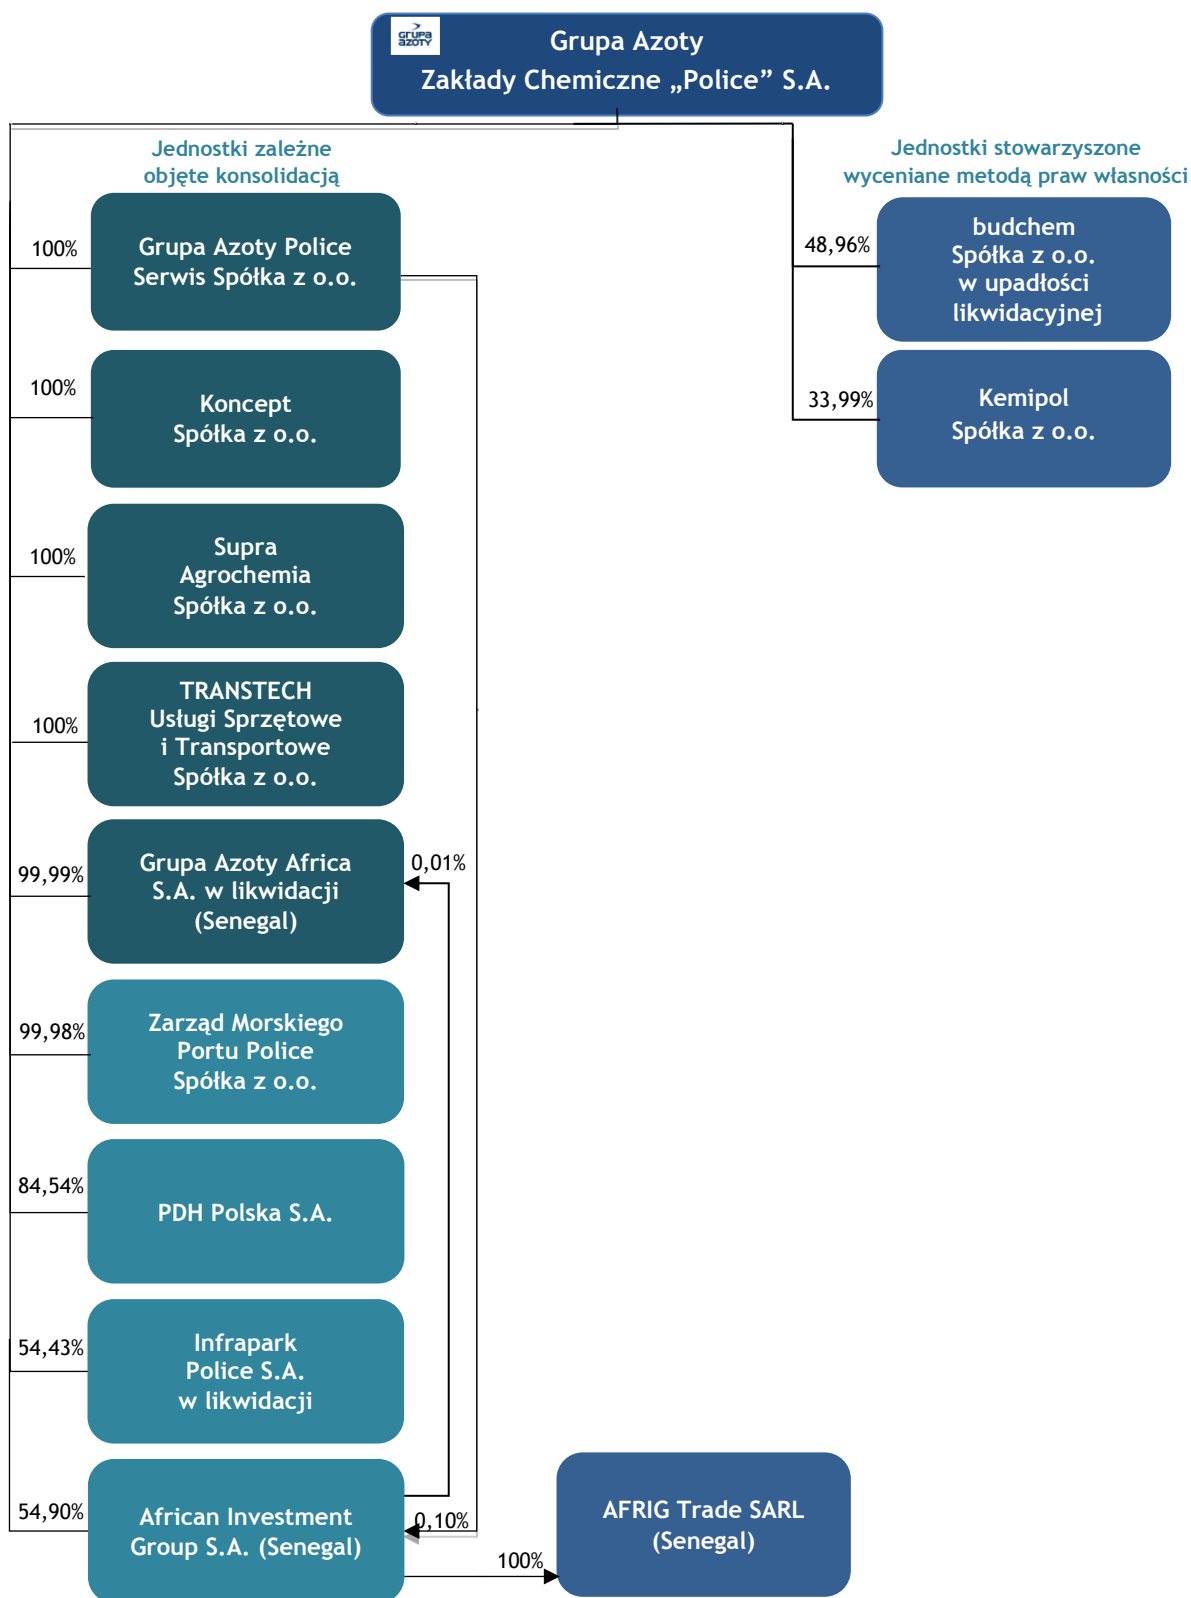 GRUPA
AZOTY
Grupa Azoty
Zakłady Chemiczne „Police” S.A.
Jednostki zależne
objęte konsolidacją
Jednostki stowarzyszone
wyceniane metodą praw własności
100%
Grupa Azoty Police
Serwis Spółka z o.o.
48,96%
budchem
Spółka z o.o.
w upadłości
likwidacyjnej
100%
Koncept
Spółka z o.o.
33,99%
Kemipol
Spółka z o.o.
100%
Supra
Agrochemia
Spółka z o.o.
100%
TRANSTECH
Usługi Sprzętowe
i Transportowe
Spółka z o.o.
99,99%
Grupa Azoty Africa
S.A. w likwidacji
(Senegal)
0,01%
99,98%
Zarząd Morskiego
Portu Police
Spółka z o.o.
84,54%
PDH Polska S.A.
54,43%
Infrapark
Police S.A.
w likwidacji
54,90%
African Investment
Group S.A. (Senegal)
0,10%
100%
AFRIG Trade SARL
(Senegal)